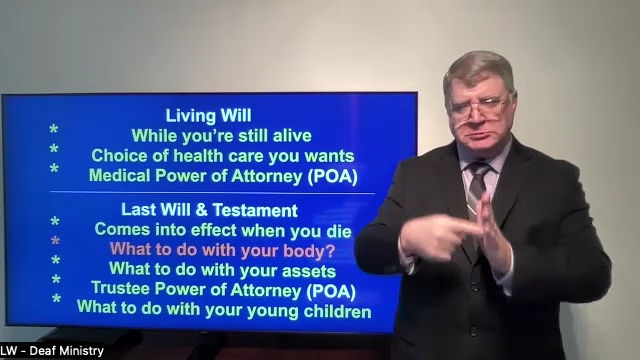 Living Will
* While you're still alive
* Choice of health care you wants
* Medical Power of Attorney (POA)
Last Will & Testament
* Comes into effect when you die
* What to do with your body?
* What to do with your assets
* Trustee Power of Attorney (POA)
* What to do with your young children
LW - Deaf Ministry